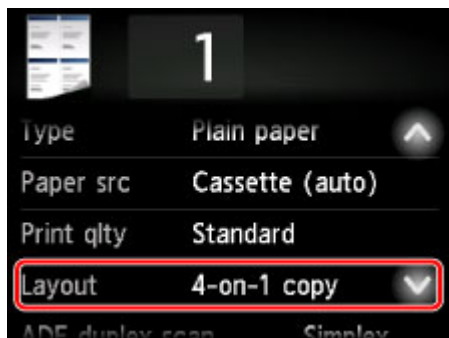 1
Type Plain paper
Paper src Cassette (auto)
Print qlty Standard
Layout 4-on-1 copy
ADF duplex scan Simplex